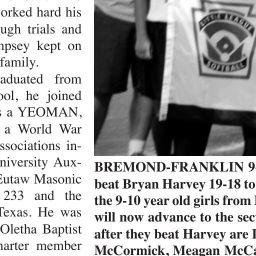 orked hard his
ugh trials and
mpsey kept on
family.
aduated from
ool, he joined
s a YEOMAN,
a World War
ssociations in-
niversity Aux-
Eutaw Masonic
233 and the
Texas. He was
Oletha Baptist
harter member
LITTLE LEAGUE
SOFTBALL
BREMOND-FRANKLIN 9-
beat Bryan Harvey 19-18 to
the 9-10 year old girls from
will now advance to the sec
after they beat Harvey are
McCormick, Meagan McCa